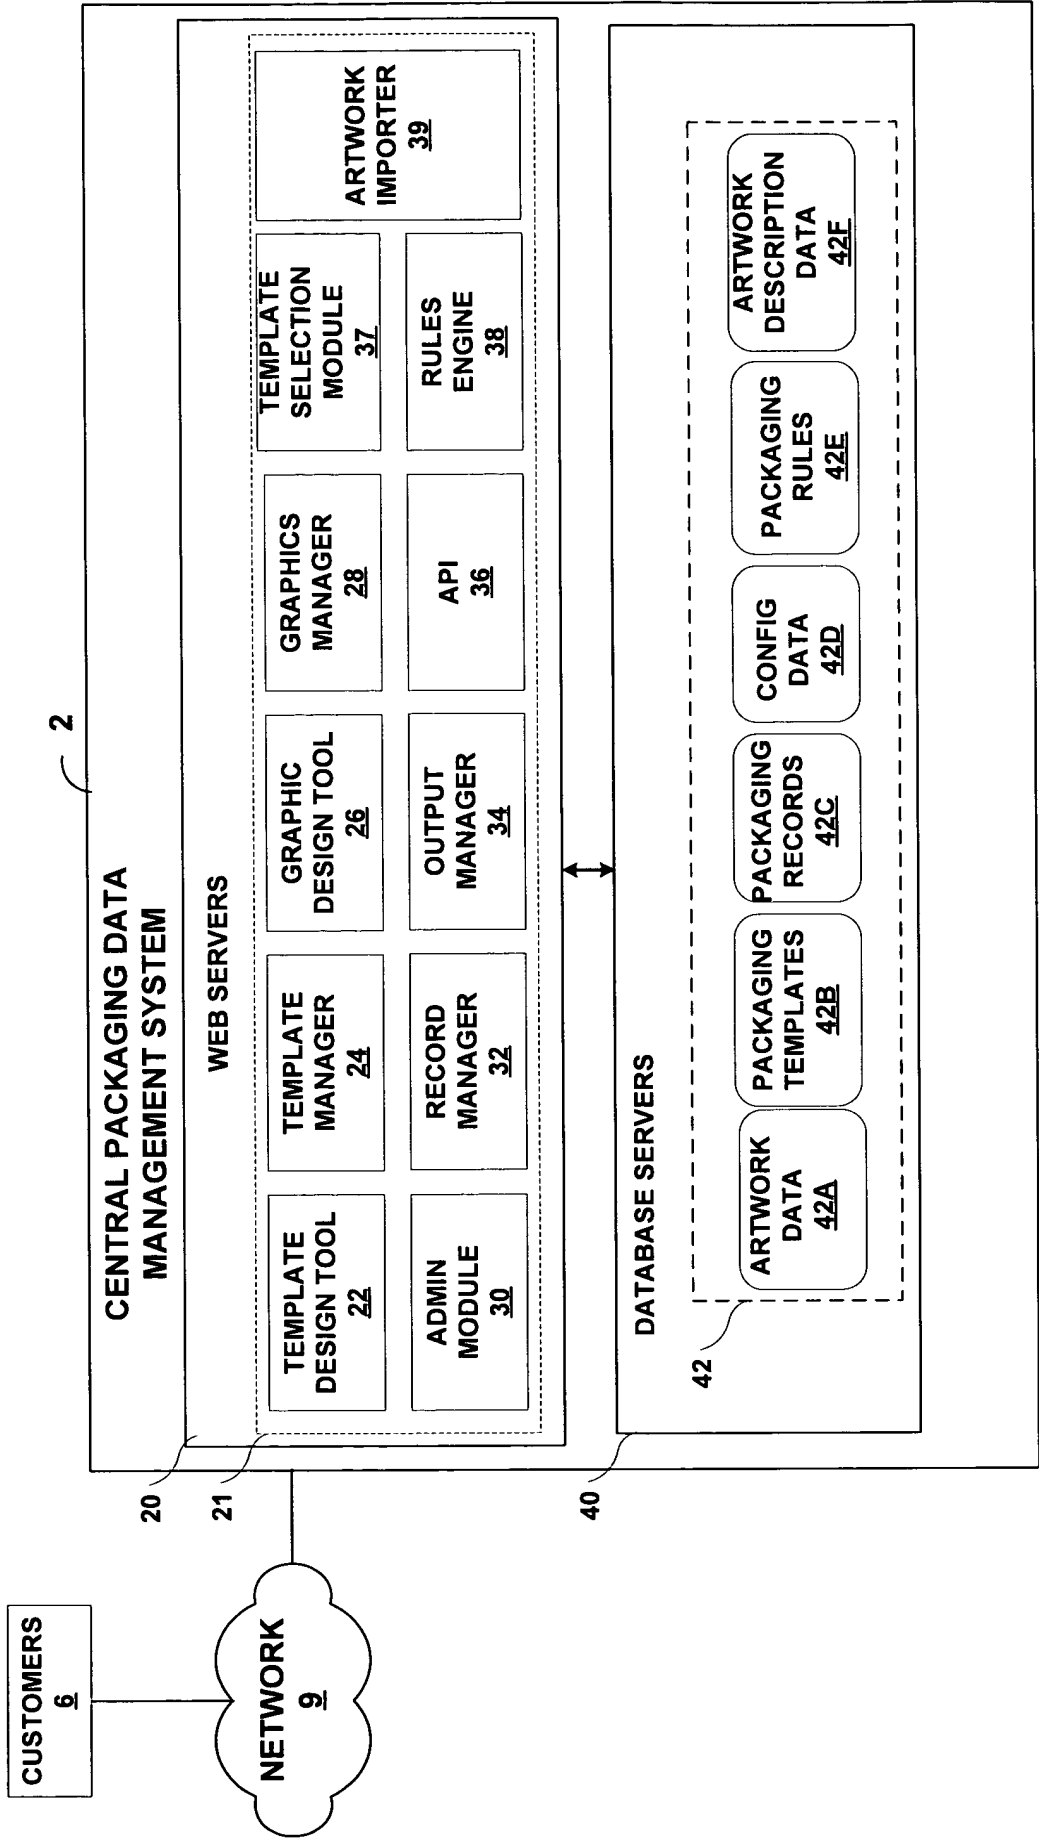 CUSTOMERS
6
NETWORK
9
2
CENTRAL PACKAGING DATA
MANAGEMENT SYSTEM
20
WEB SERVERS
21
TEMPLATE
DESIGN TOOL
22
TEMPLATE
MANAGER
24
GRAPHIC
DESIGN TOOL
26
GRAPHICS
MANAGER
28
TEMPLATE
SELECTION
MODULE
37
ARTWORK
IMPORTER
39
ADMIN
MODULE
30
RECORD
MANAGER
32
OUTPUT
MANAGER
34
API
36
RULES
ENGINE
38
40
DATABASE SERVERS
42
ARTWORK
DATA
42A
PACKAGING
TEMPLATES
42B
PACKAGING
RECORDS
42C
CONFIG
DATA
42D
PACKAGING
RULES
42E
ARTWORK
DESCRIPTION
DATA
42F